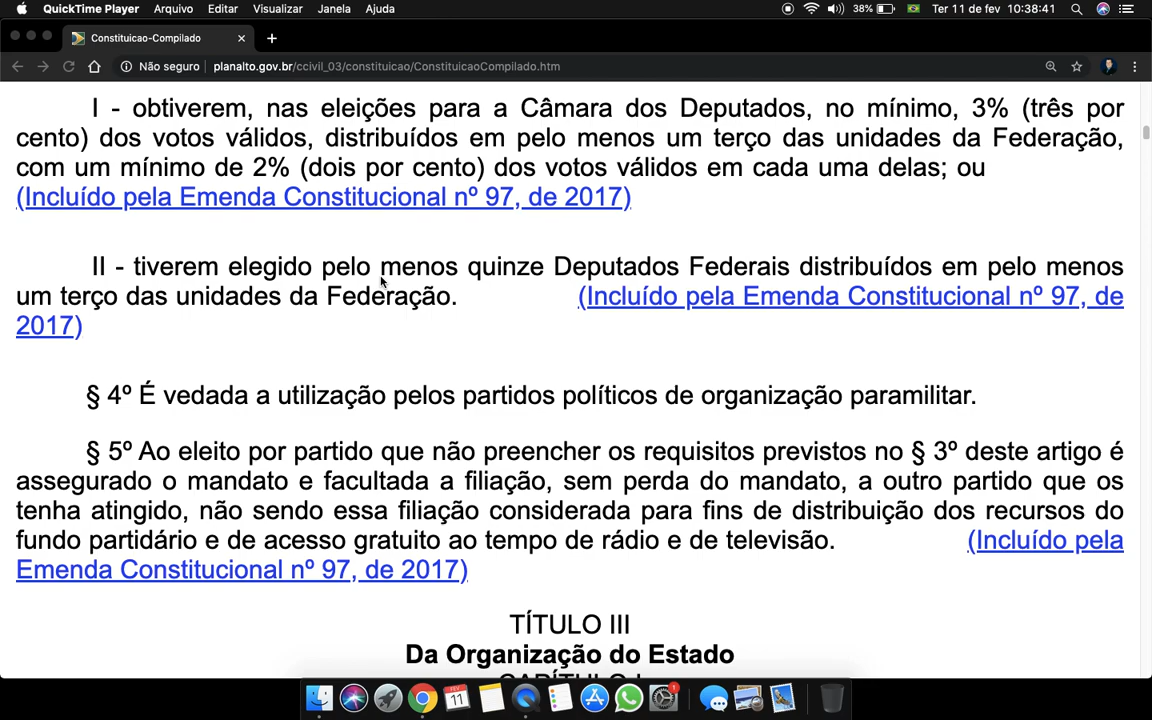 QuickTime Player Arquivo Editar Visualizar Janela Ajuda 38% Ter 11 de fev 10:38:41
Constituicao-Compilado
Não seguro planalto.gov.br/ccivil_03/constituicao/ConstituicaoCompilado.htm
I - obtiverem, nas eleições para a Câmara dos Deputados, no mínimo, 3% (três por
cento) dos votos válidos, distribuídos em pelo menos um terço das unidades da Federação,
com um mínimo de 2% (dois por cento) dos votos válidos em cada uma delas; ou
(Incluído pela Emenda Constitucional nº 97, de 2017)
II - tiverem elegido pelo menos quinze Deputados Federais distribuídos em pelo menos
um terço das unidades da Federação. (Incluído pela Emenda Constitucional nº 97, de
2017)
§ 4º É vedada a utilização pelos partidos políticos de organização paramilitar.
§ 5º Ao eleito por partido que não preencher os requisitos previstos no § 3º deste artigo é
assegurado o mandato e facultada a filiação, sem perda do mandato, a outro partido que os
tenha atingido, não sendo essa filiação considerada para fins de distribuição dos recursos do
fundo partidário e de acesso gratuito ao tempo de rádio e de televisão. (Incluído pela
Emenda Constitucional nº 97, de 2017)
TÍTULO III
Da Organização do Estado
CAPÍTULO I
FEV
11
1